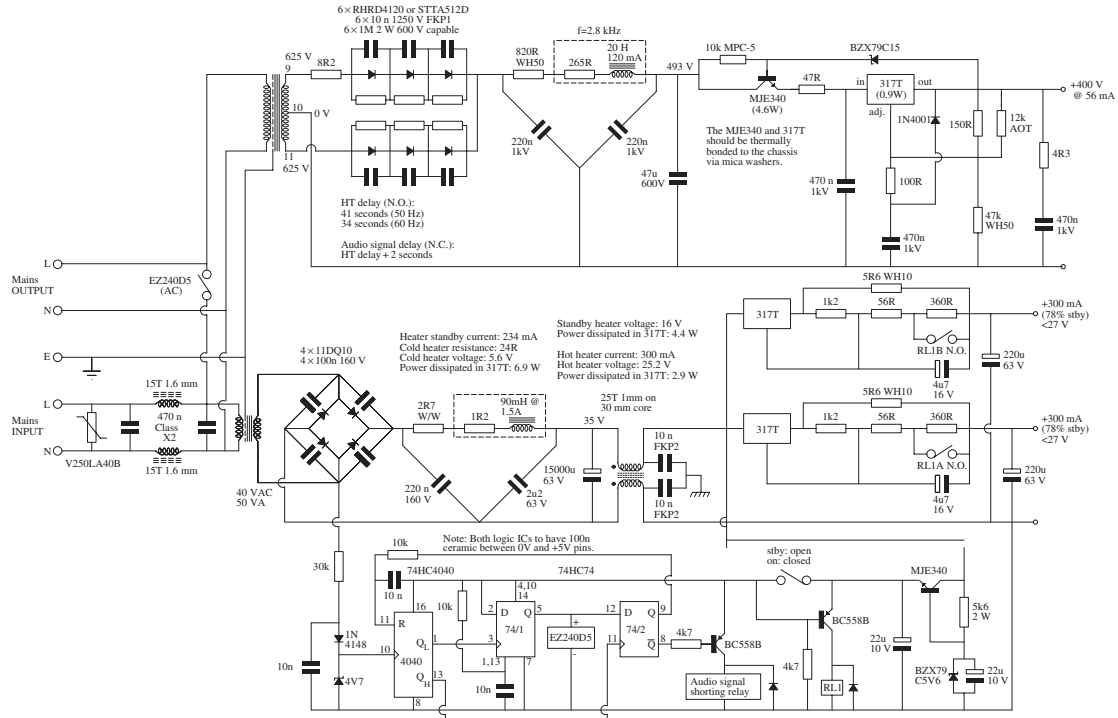 6×RHRD4120 or STTA512D
6×10 n 1250 V FKP1
6×1M 2 W 600 V capable
f=2.8 kHz
20 H
120 mA
820R
WH50
265R
493 V
10k MPC-5
BZX79C15
625 V
9
8R2
10
0 V
11
625 V
47R
in
317T
(0.9W)
out
adj.
+400 V
@ 56 mA
MJE340
(4.6W)
1N4001
150R
12k
AOT
The MJE340 and 317T
should be thermally
bonded to the chassis
via mica washers.
220n
1kV
220n
1kV
47u
600V
470 n
1kV
100R
4R3
47k
WH50
470n
1kV
470n
1kV
HT delay (N.O.):
41 seconds (50 Hz)
34 seconds (60 Hz)
Audio signal delay (N.C.):
HT delay + 2 seconds
L
Mains
OUTPUT
N
E
EZ240D5
(AC)
L
Mains
INPUT
N
V250LA40B
15T 1.6 mm
470 n
Class
X2
15T 1.6 mm
40 VAC
50 VA
4×11DQ10
4×100n 160 V
Heater standby current: 234 mA
Cold heater resistance: 24R
Cold heater voltage: 5.6 V
Power dissipated in 317T: 6.9 W
Standby heater voltage: 16 V
Power dissipated in 317T: 4.4 W
Hot heater current: 300 mA
Hot heater voltage: 25.2 V
Power dissipated in 317T: 2.9 W
2R7
W/W
1R2
90mH @
1.5A
35 V
25T 1mm on
30 mm core
220 n
160 V
2u2
63 V
15000u
63 V
10 n
FKP2
10 n
FKP2
5R6 WH10
317T
1k2
56R
360R
RL1B N.O.
4u7
16 V
220u
63 V
+300 mA
(78% stby)
<27 V
5R6 WH10
317T
1k2
56R
360R
RL1A N.O.
4u7
16 V
220u
63 V
+300 mA
(78% stby)
<27 V
Note: Both logic ICs to have 100n
ceramic between 0V and +5V pins.
10k
30k
74HC4040
10 n
74HC74
10k
4,10
14
16
11
R
Q L
1
10
4040
Q H
13
8
1N
4148
4V7
10n
2
D
Q
5
3
74/1
1,13
7
10n
+
EZ240D5
-
12
D
Q
9
11
74/2
Q
8
4k7
BC558B
Audio signal
shorting relay
stby: open
on: closed
BC558B
4k7
RL1
22u
10 V
MJE340
5k6
2 W
BZX79
C5V6
22u
10 V